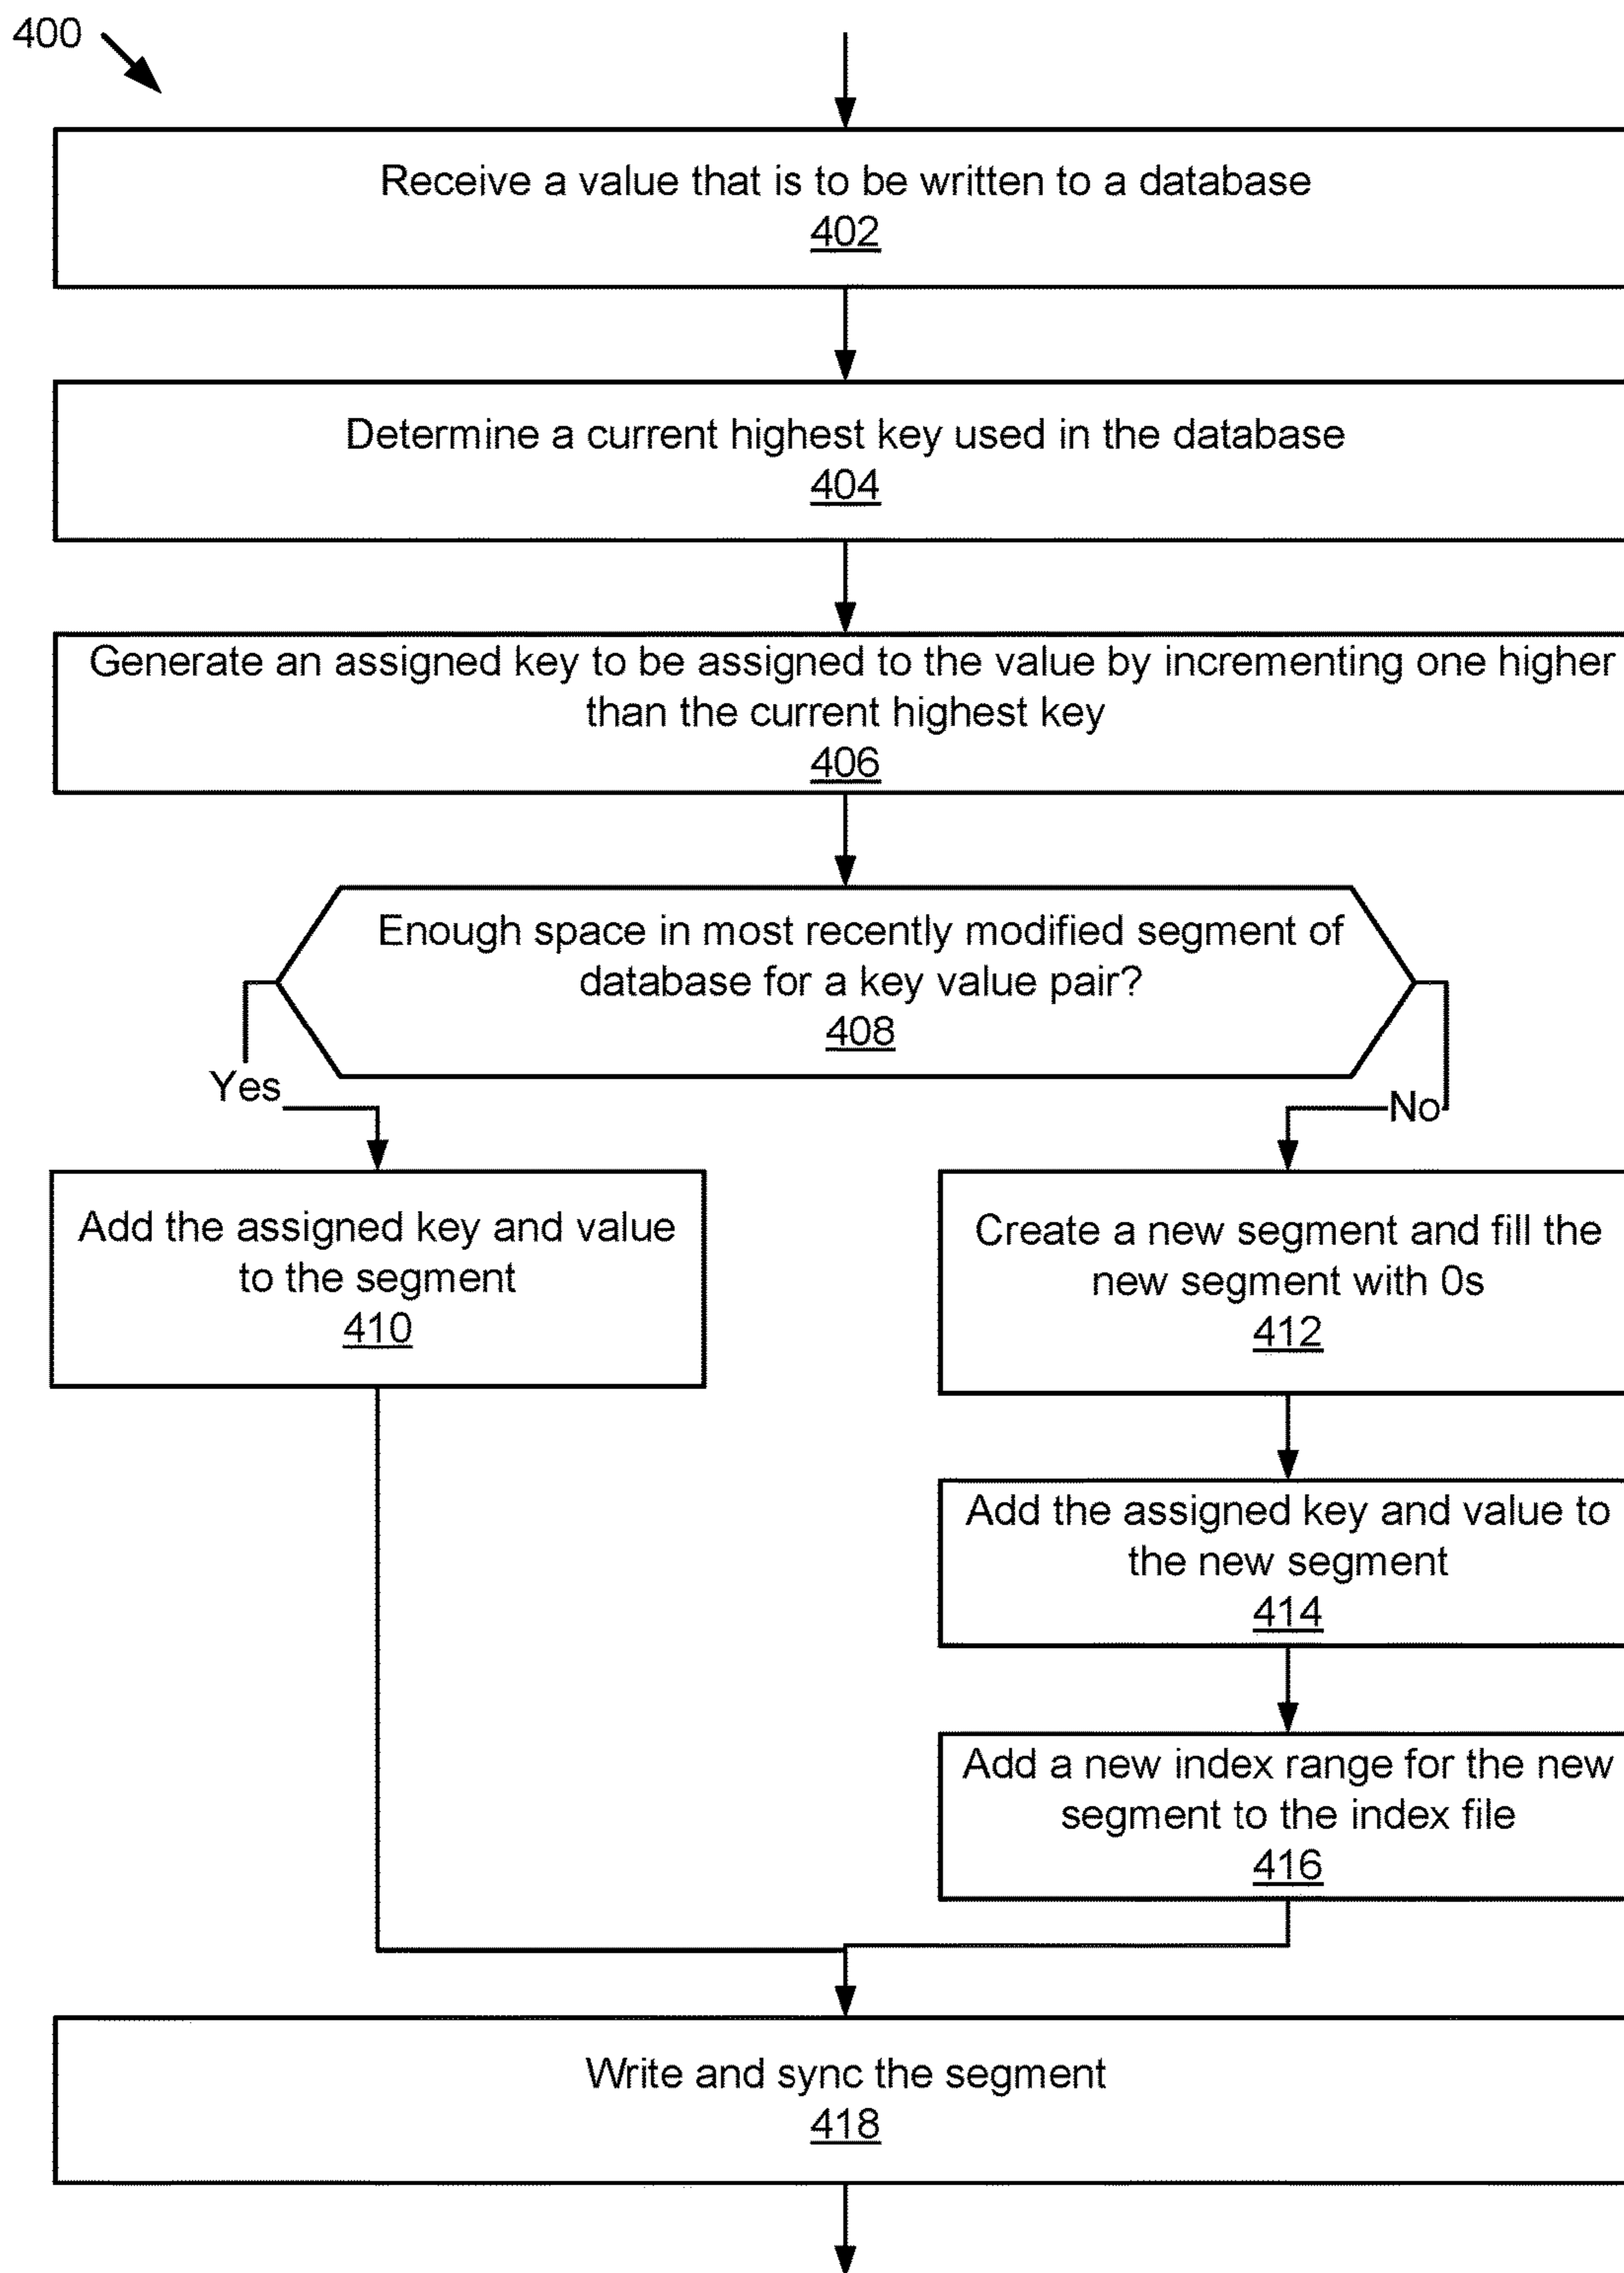 400
Receive a value that is to be written to a database
402
Determine a current highest key used in the database
404
Generate an assigned key to be assigned to the value by incrementing one higher
than the current highest key
406
Enough space in most recently modified segment of
database for a key value pair?
408
Yes
No
Add the assigned key and value
to the segment
410
Create a new segment and fill the
new segment with 0s
412
Add the assigned key and value to
the new segment
414
Add a new index range for the new
segment to the index file
416
Write and sync the segment
418